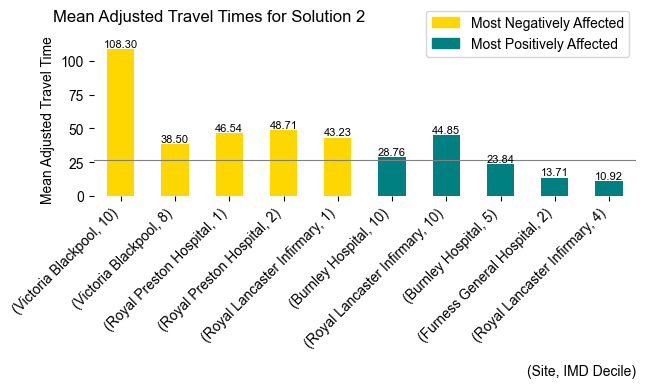 Mean Adjusted Travel Times for Solution 2
Most Negatively Affected
Most Positively Affected
Mean Adjusted Travel Time
100
75
50
25
0
108.30
38.50
46.54
48.71
43.23
28.76
44.85
23.84
13.71
10.92
(Victoria Blackpool, 10)
(Victoria Blackpool, 8)
(Royal Preston Hospital, 1)
(Royal Preston Hospital, 2)
(Royal Lancaster Infirmary, 1)
(Burnley Hospital, 10)
(Royal Lancaster Infirmary, 10)
(Burnley Hospital, 5)
(Furness General Hospital, 2)
(Royal Lancaster Infirmary, 4)
(Site, IMD Decile)